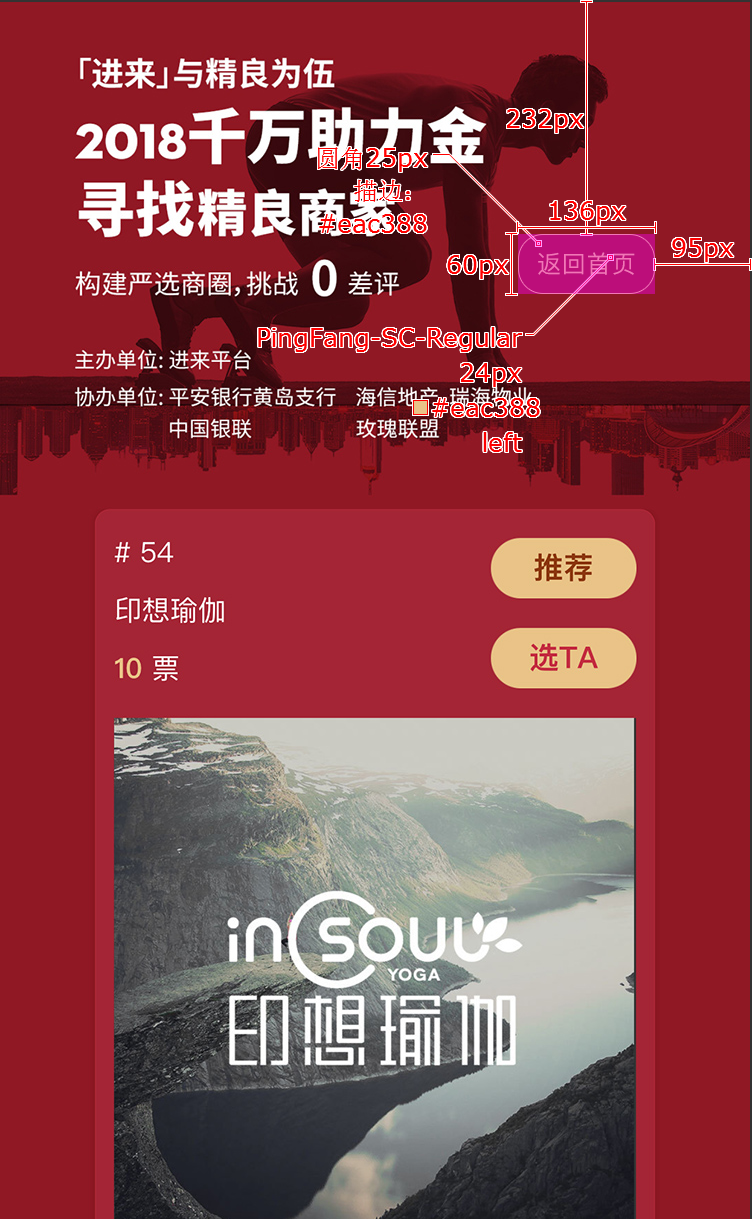 「进来」与精良为伍
2018千万助力金
寻找精良商家
构建严选商圈,挑战 0 差评
主办单位: 进来平台
协办单位: 平安银行黄岛支行 海信地产 瑞海物业
中国银联 玫瑰联盟
232px
圆角25px
描边:
#eac388
136px
60px
返回首页
95px
PingFang-SC-Regular
24px
#eac388
left
# 54
推荐
印想瑜伽
10 票
选TA
inSOUL
YOGA
印想瑜伽